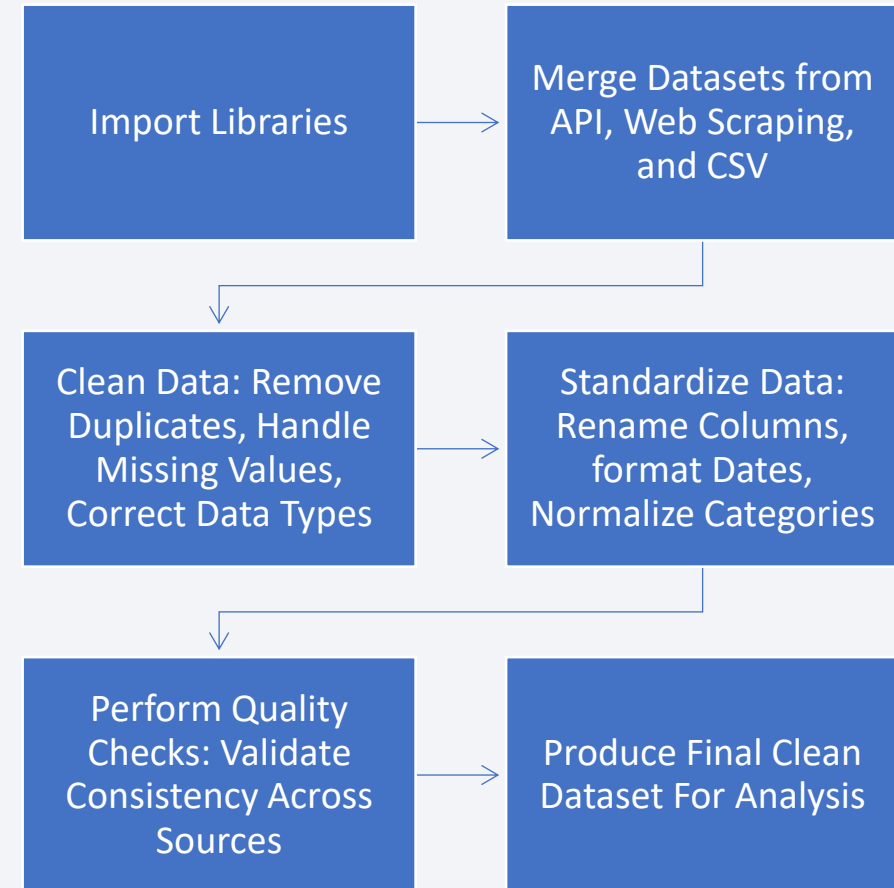 Import Libraries
Merge Datasets from
API, Web Scraping,
and CSV
Clean Data: Remove
Duplicates, Handle
Missing Values,
Correct Data Types
Standardize Data:
Rename Columns,
format Dates,
Normalize Categories
Perform Quality
Checks: Validate
Consistency Across
Sources
Produce Final Clean
Dataset For Analysis